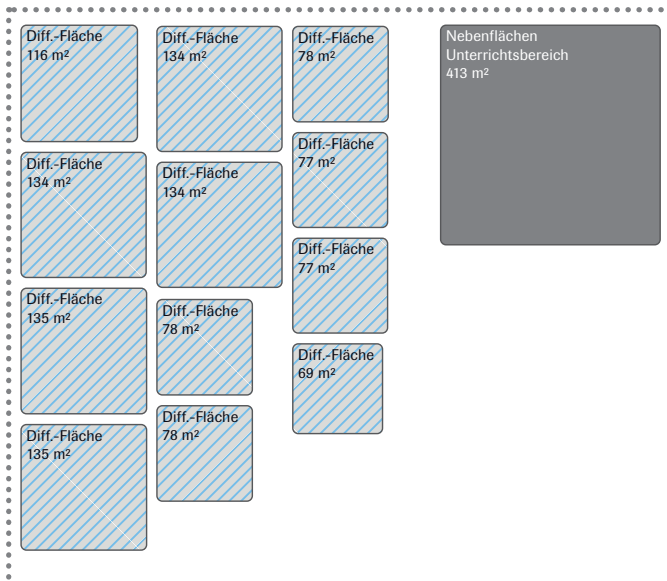 Diff.-Fläche
116 m²
Diff.-Fläche
134 m²
Diff.-Fläche
135 m²
Diff.-Fläche
135 m²
Diff.-Fläche
134 m²
Diff.-Fläche
134 m²
Diff.-Fläche
78 m²
Diff.-Fläche
78 m²
Diff.-Fläche
78 m²
Diff.-Fläche
77 m²
Diff.-Fläche
77 m²
Diff.-Fläche
69 m²
Nebenflächen
Unterrichtsbereich
413 m²